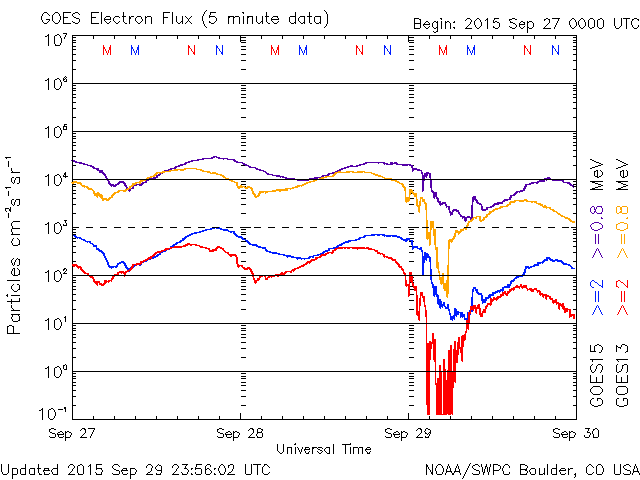 GOES Electron Flux (5 minute data)
Begin: 2015 Sep 27 0000 UTC
10⁷
M M N N M M N N M M N N
10⁶
10⁵
10⁴
10³
10²
10¹
10⁰
10⁻¹
Particles cm⁻²s⁻¹sr⁻¹
Sep 27 Sep 28 Sep 29 Sep 30
Universal Time
GOES15 >=2 >=0.8 MeV
GOES13 >=2 >=0.8 MeV
Updated 2015 Sep 29 23:56:02 UTC
NOAA/SWPC Boulder, CO USA